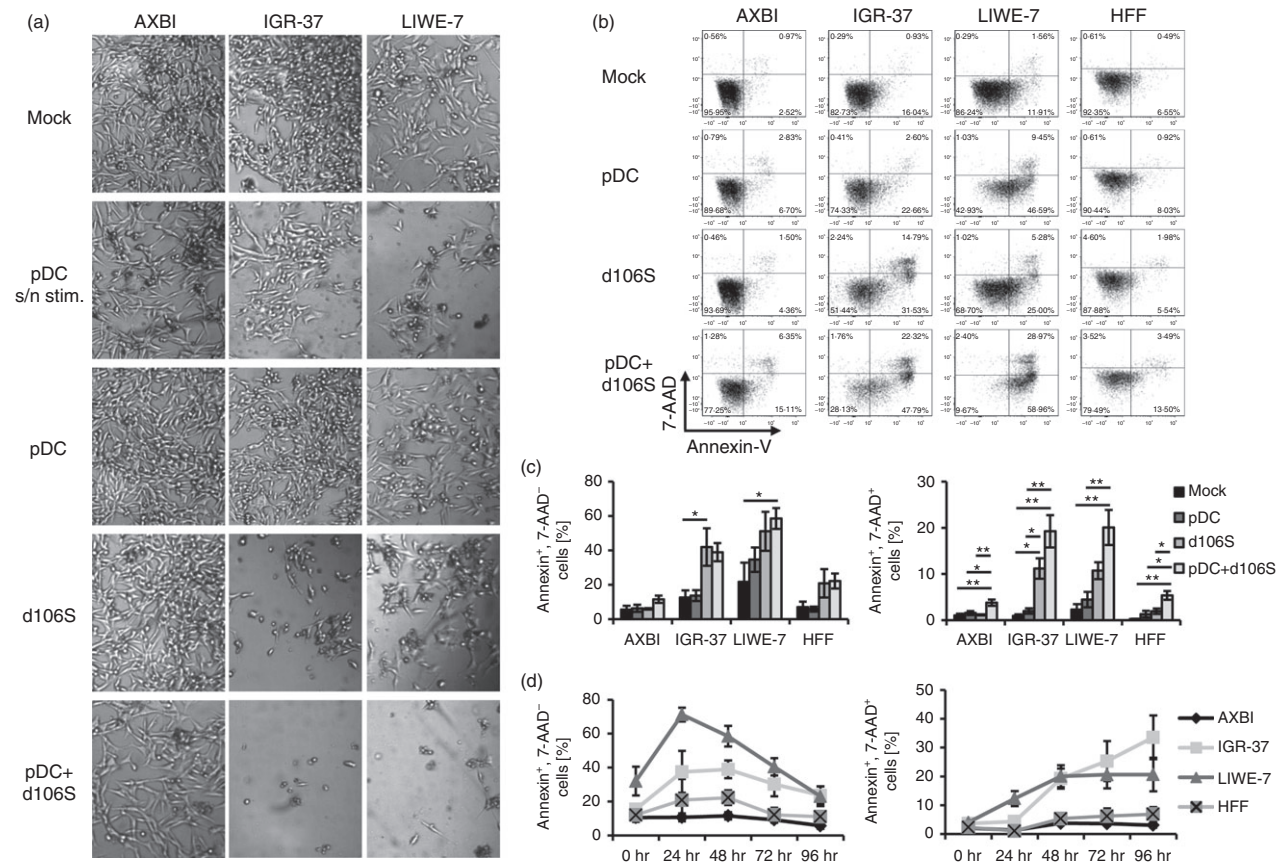 (a)
AXBI IGR-37 LIWE-7
Mock
pDC
s/n stim.
pDC
d106S
pDC+
d106S
(b)
AXBI IGR-37 LIWE-7 HFF
Mock
0·56% 0·97% 0·29% 0·93% 0·29% 1·56% 0·61% 0·49%
95·95% 2·52% 82·73% 16·04% 86·24% 11·91% 92·35% 6·55%
pDC
0·79% 2·83% 0·41% 2·60% 1·03% 9·45% 0·61% 0·92%
89·68% 6·70% 74·33% 22·66% 42·93% 46·59% 90·44% 8·03%
d106S
0·46% 1·50% 2·24% 14·79% 1·02% 5·28% 4·60% 1·98%
93·69% 4·36% 51·44% 31·53% 68·70% 25·00% 87·88% 5·54%
pDC+
d106S
1·28% 6·35% 1·76% 22·32% 2·40% 28·97% 3·52% 3·49%
77·25% 15·11% 28·13% 47·79% 9·67% 58·96% 79·49% 13·50%
7-AAD
Annexin-V
(c)
Annexin⁺, 7-AAD⁻
cells [%]
80
60
40
20
0
* *
AXBI IGR-37 LIWE-7 HFF
Annexin⁺, 7-AAD⁺
cells [%]
30
20
10
0
** * **
** ** * *
** **
* * **
AXBI IGR-37 LIWE-7 HFF
Mock
pDC
d106S
pDC+d106S
(d)
Annexin⁺, 7-AAD⁻
cells [%]
80
60
40
20
0
0 hr 24 hr 48 hr 72 hr 96 hr
Annexin⁺, 7-AAD⁺
cells [%]
50
40
30
20
10
0
0 hr 24 hr 48 hr 72 hr 96 hr
AXBI
IGR-37
LIWE-7
HFF